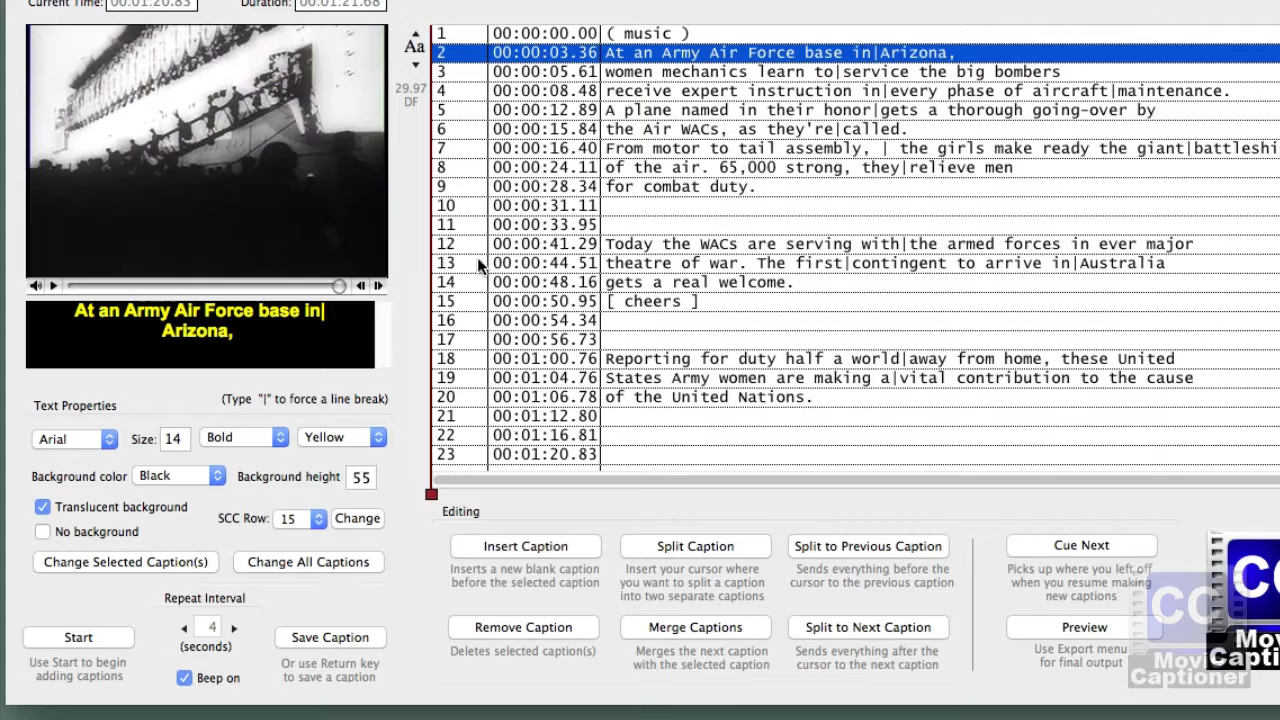 Current Time: 00:01:20.83 Duration: 00:01:21.68
Aa
29.97
DF
1 00:00:00.00 ( music )
2 00:00:03.36 At an Army Air Force base in|Arizona,
3 00:00:05.61 women mechanics learn to|service the big bombers
4 00:00:08.48 receive expert instruction in|every phase of aircraft|maintenance.
5 00:00:12.89 A plane named in their honor|gets a thorough going-over by
6 00:00:15.84 the Air WACs, as they're|called.
7 00:00:16.40 From motor to tail assembly, | the girls make ready the giant|battleshi
8 00:00:24.11 of the air. 65,000 strong, they|relieve men
9 00:00:28.34 for combat duty.
10 00:00:31.11
11 00:00:33.95
12 00:00:41.29 Today the WACs are serving with|the armed forces in ever major
13 00:00:44.51 theatre of war. The first|contingent to arrive in|Australia
14 00:00:48.16 gets a real welcome.
15 00:00:50.95 [ cheers ]
16 00:00:54.34
17 00:00:56.73
18 00:01:00.76 Reporting for duty half a world|away from home, these United
19 00:01:04.76 States Army women are making a|vital contribution to the cause
20 00:01:06.78 of the United Nations.
21 00:01:12.80
22 00:01:16.81
23 00:01:20.83
At an Army Air Force base in|
Arizona,
Text Properties
(Type "|" to force a line break)
Arial Size: 14 Bold Yellow
Background color Black Background height 55
Translucent background
No background
SCC Row: 15 Change
Change Selected Caption(s) Change All Captions
Repeat Interval
4
(seconds)
Start
Use Start to begin
adding captions
Save Caption
Or use Return key
to save a caption
Beep on
Editing
Insert Caption
Inserts a new blank caption
before the selected caption
Split Caption
Insert your cursor where
you want to split a caption
into two separate captions
Split to Previous Caption
Sends everything before the
cursor to the previous caption
Cue Next
Picks up where you left off
when you resume making
new captions
Remove Caption
Deletes selected caption(s)
Merge Captions
Merges the next caption
with the selected caption
Split to Next Caption
Sends everything after the
cursor to the next caption
Preview
Use Export menu
for final output
CC
Movi
Captioner
CC
Mov
Captio